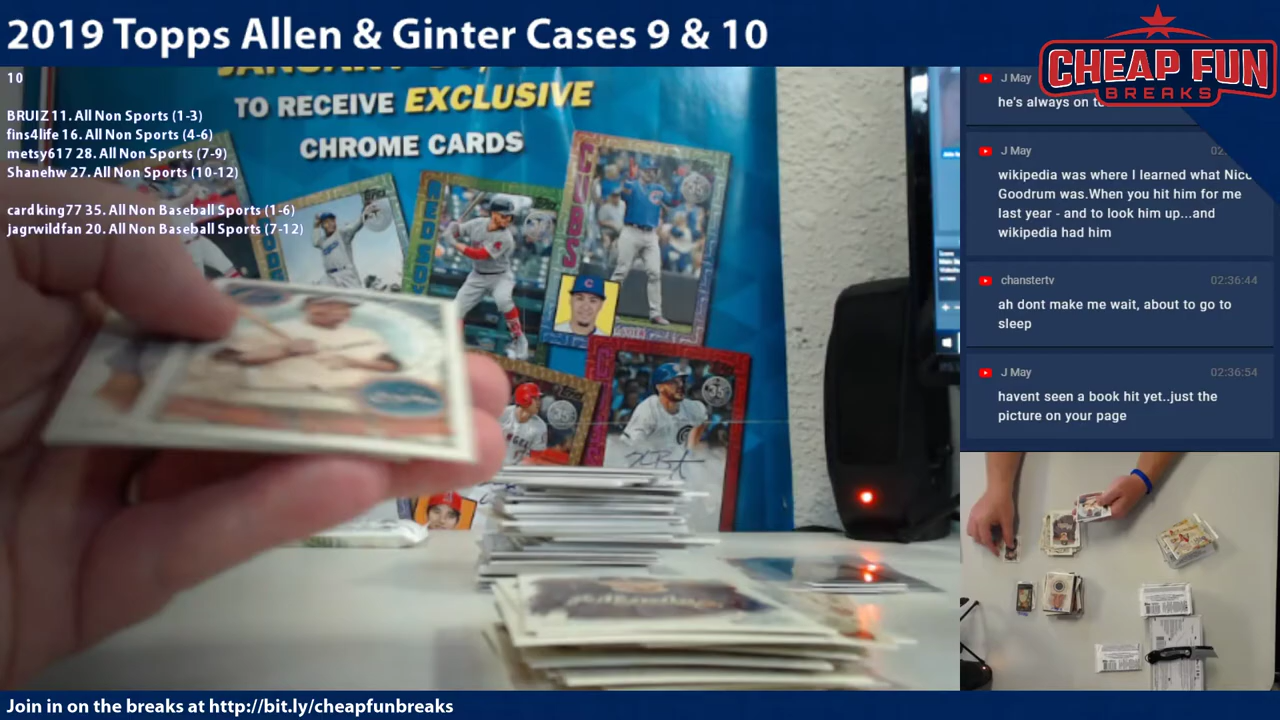 2019 Topps Allen & Ginter Cases 9 & 10
CHEAP FUN
BREAKS
10
BRUIZ 11. All Non Sports (1-3)
fins4life 16. All Non Sports (4-6)
metsy617 28. All Non Sports (7-9)
Shanehw 27. All Non Sports (10-12)
cardking77 35. All Non Baseball Sports (1-6)
jagrwildfan 20. All Non Baseball Sports (7-12)
TO RECEIVE EXCLUSIVE
CHROME CARDS
CUBS
J May
he's always on to
J May
wikipedia was where I learned what Nico
Goodrum was.When you hit him for me
last year - and to look him up...and
wikipedia had him
chanstertv 02:36:44
ah dont make me wait, about to go to
sleep
J May 02:36:54
havent seen a book hit yet..just the
picture on your page
Join in on the breaks at http://bit.ly/cheapfunbreaks